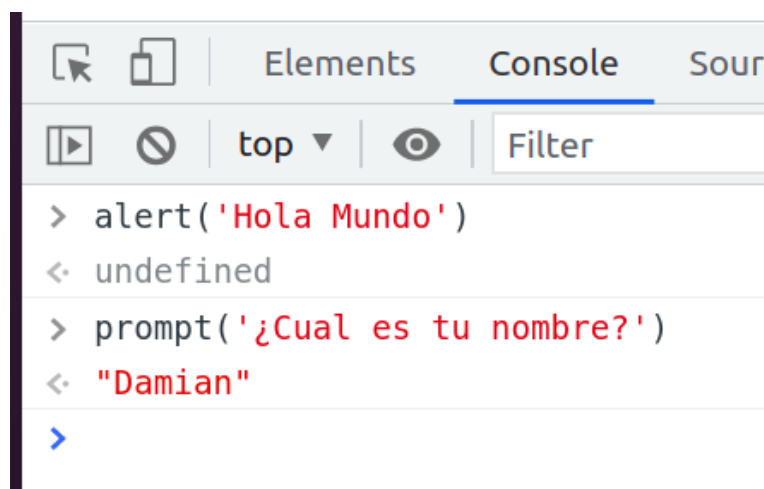 Elements Console Sour
top Filter
> alert('Hola Mundo')
undefined
> prompt('¿Cual es tu nombre?')
"Damian"
>